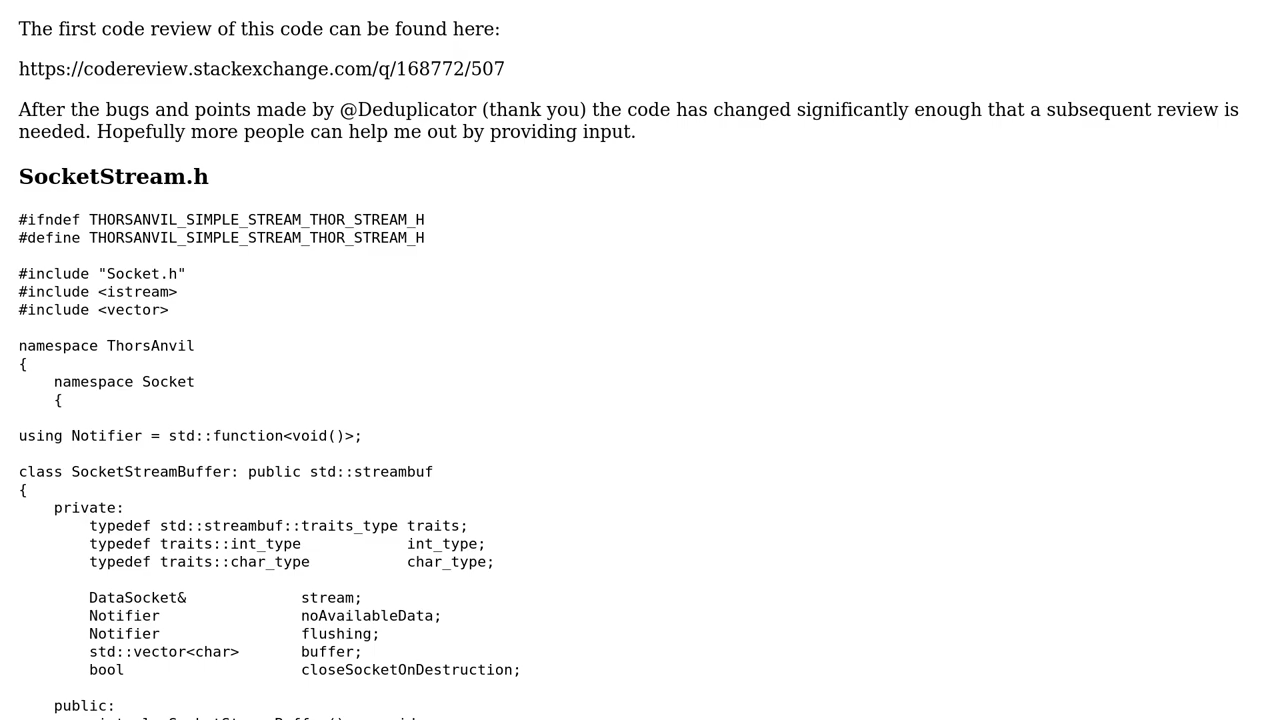 The first code review of this code can be found here:
https://codereview.stackexchange.com/q/168772/507
After the bugs and points made by @Deduplicator (thank you) the code has changed significantly enough that a subsequent review is
needed. Hopefully more people can help me out by providing input.
SocketStream.h
#ifndef THORSANVIL_SIMPLE_STREAM_THOR_STREAM_H
#define THORSANVIL_SIMPLE_STREAM_THOR_STREAM_H
#include "Socket.h"
#include <istream>
#include <vector>
namespace ThorsAnvil
{
    namespace Socket
    {
using Notifier = std::function<void()>;
class SocketStreamBuffer: public std::streambuf
{
    private:
        typedef std::streambuf::traits_type traits;
        typedef traits::int_type            int_type;
        typedef traits::char_type           char_type;
        DataSocket&             stream;
        Notifier                noAvailableData;
        Notifier                flushing;
        std::vector<char>       buffer;
        bool                    closeSocketOnDestruction;
    public: